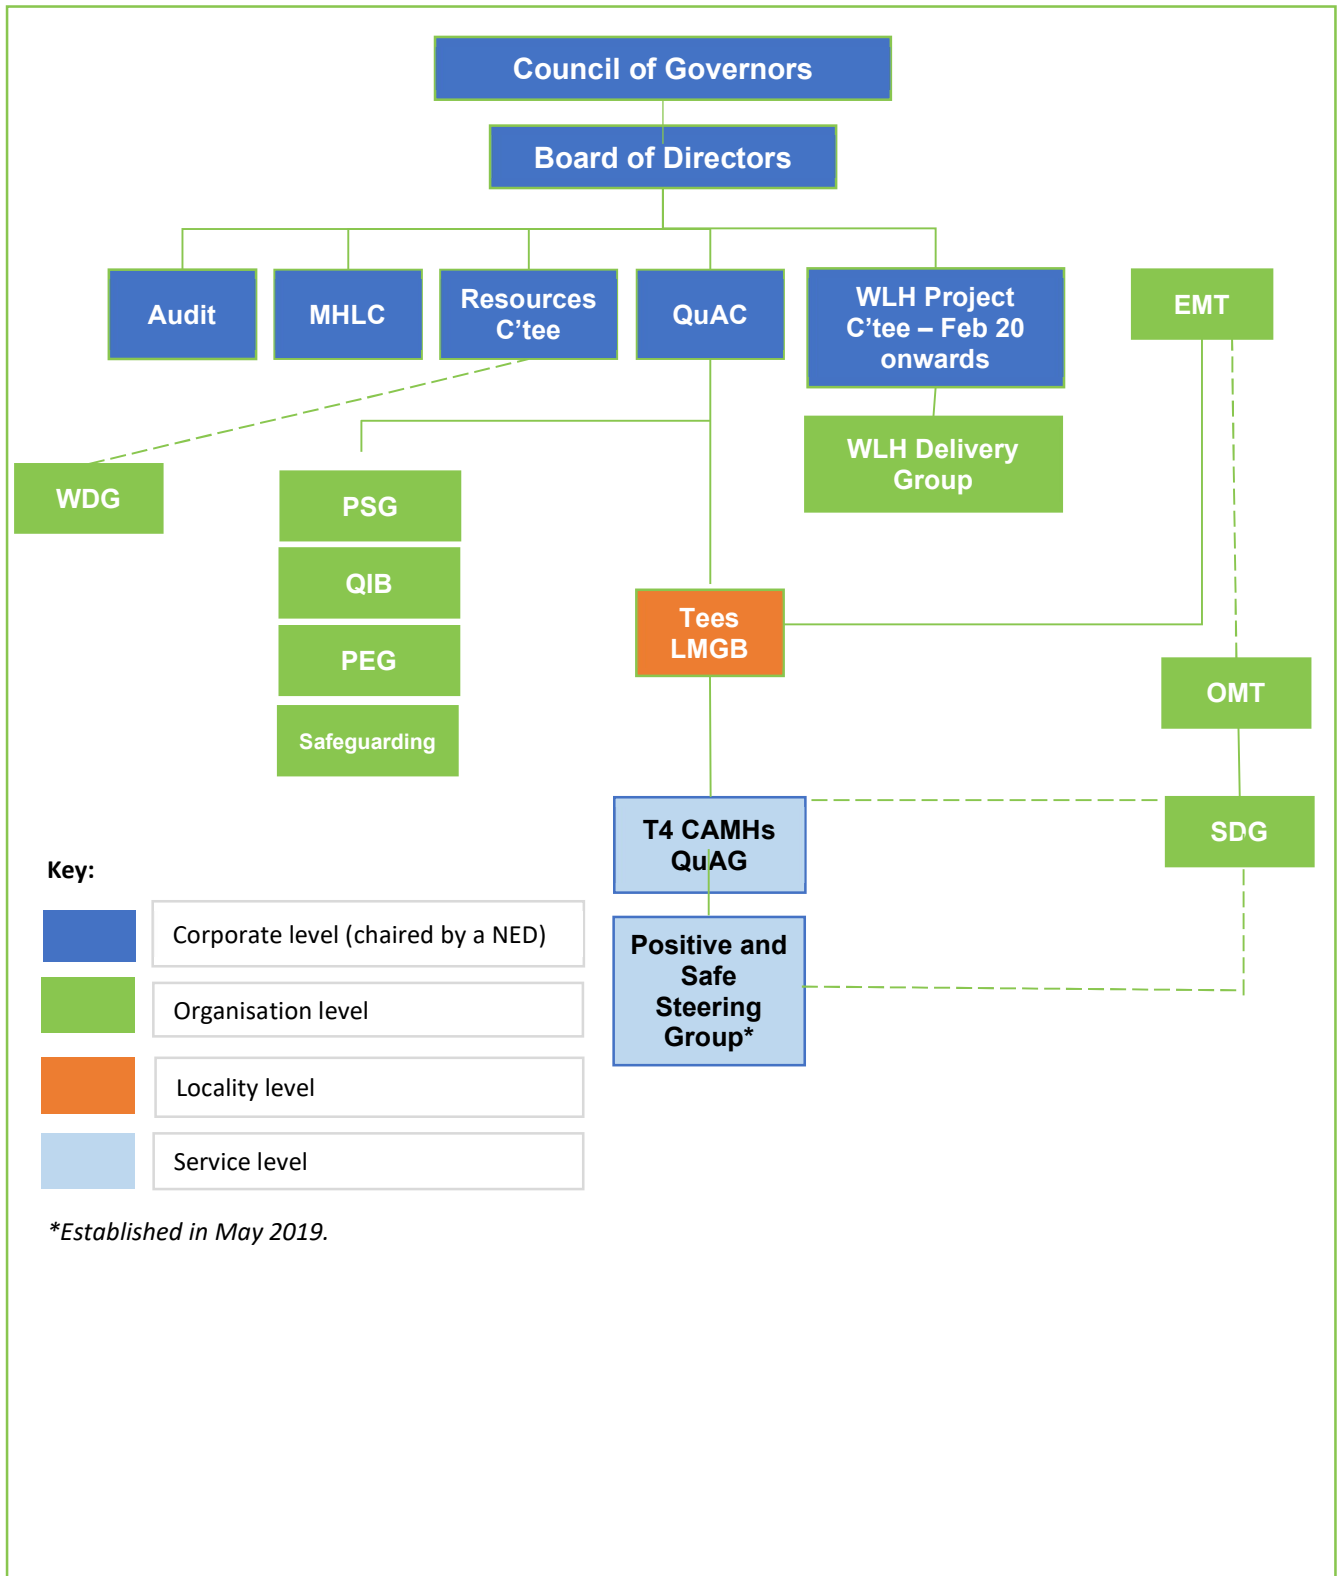 Council of Governors
Board of Directors
Audit
MHLC
Resources
C'tee
QuAC
WLH Project
C'tee – Feb 20
onwards
EMT
WLH Delivery
Group
WDG
PSG
QIB
PEG
Safeguarding
Tees
LMGB
OMT
SDG
T4 CAMHs
QuAG
Positive and
Safe
Steering
Group*
Key:
Corporate level (chaired by a NED)
Organisation level
Locality level
Service level
*Established in May 2019.